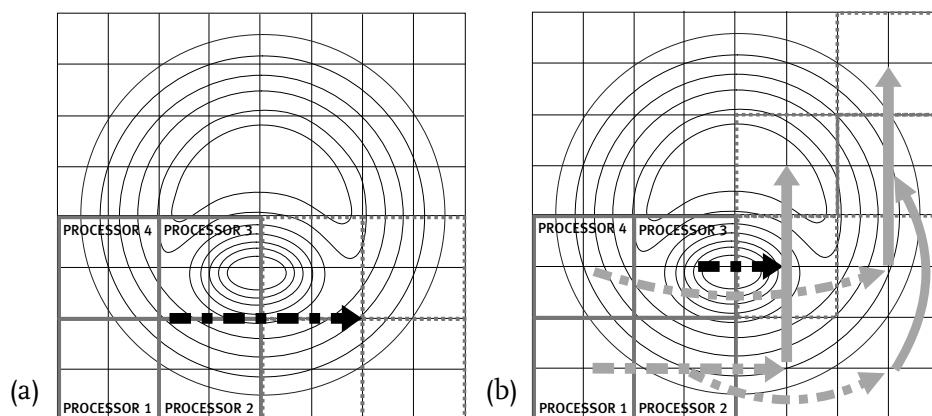 PROCESSOR 4 PROCESSOR 3
PROCESSOR 1 PROCESSOR 2
(a)
PROCESSOR 4 PROCESSOR 3
PROCESSOR 1 PROCESSOR 2
(b)